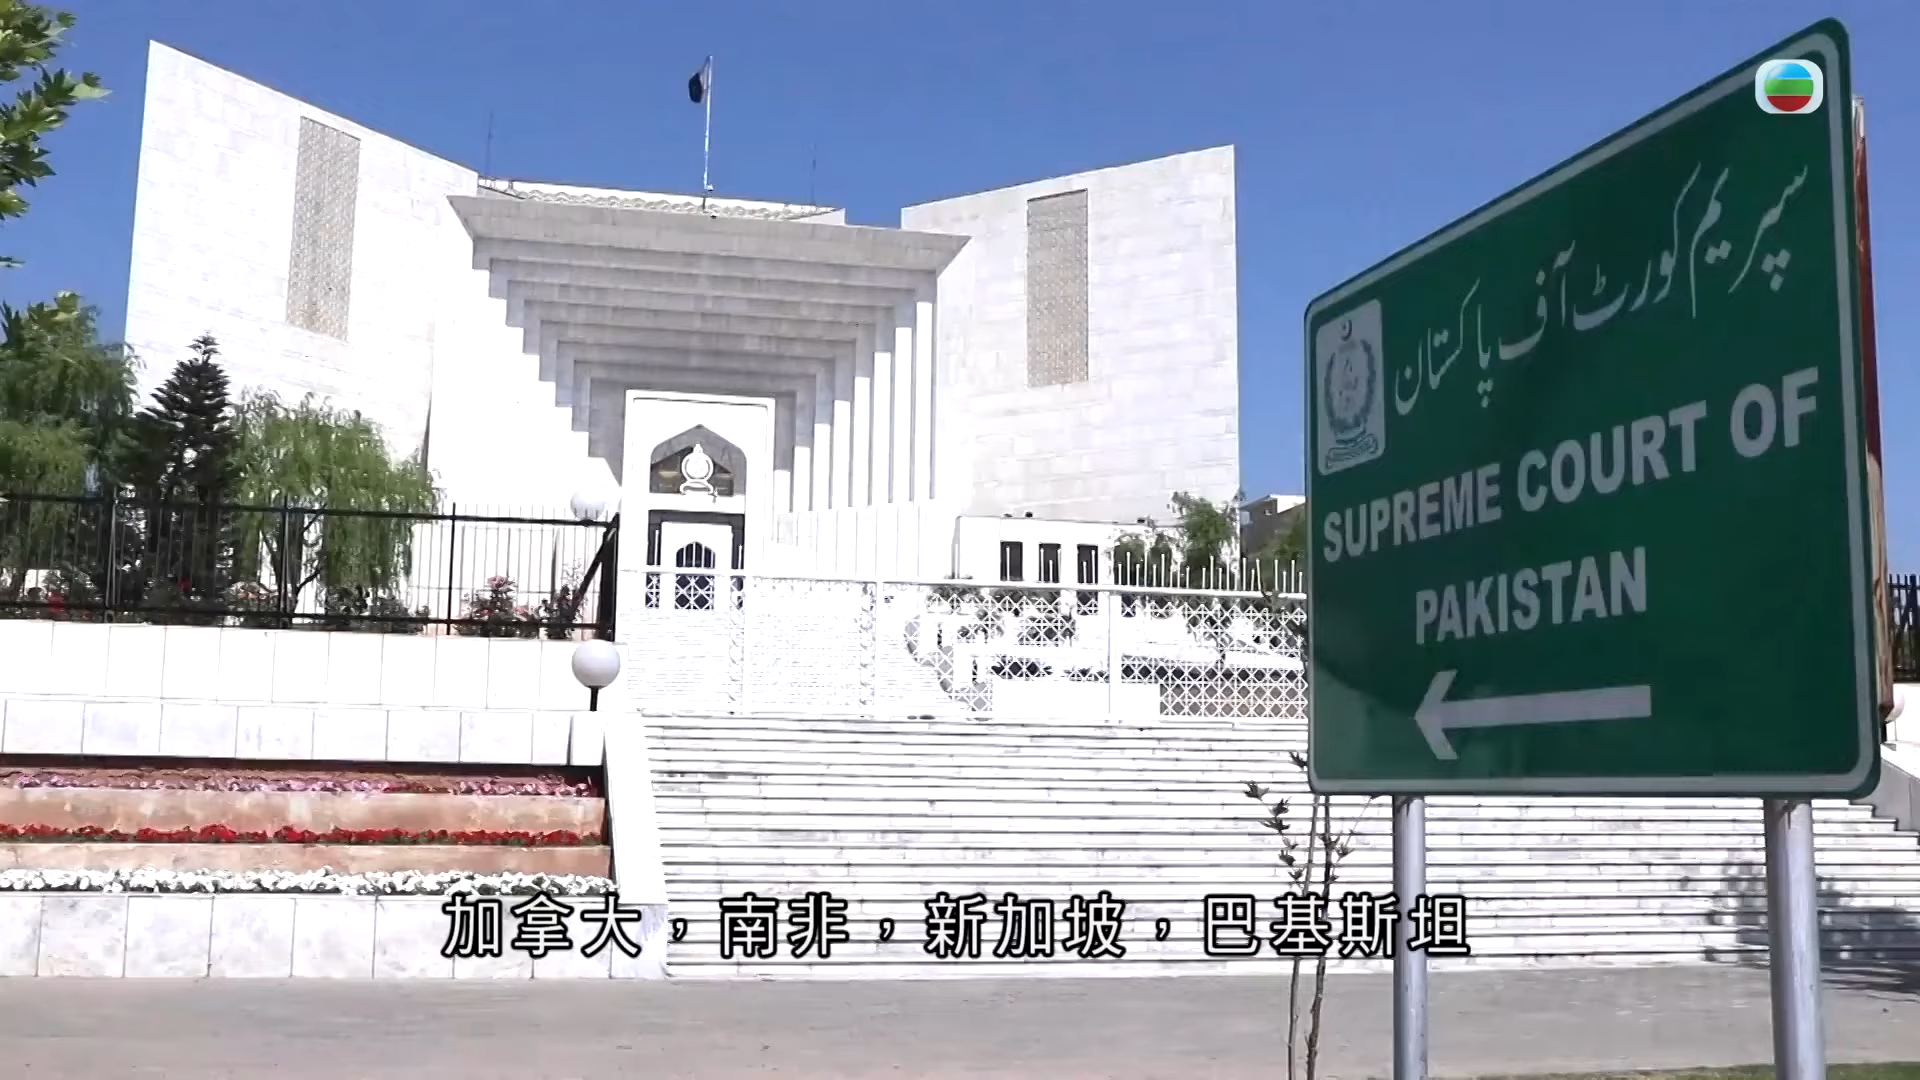 سپریم کورٹ آف پاکستان
SUPREME COURT OF
PAKISTAN
加拿大，南非，新加坡，巴基斯坦